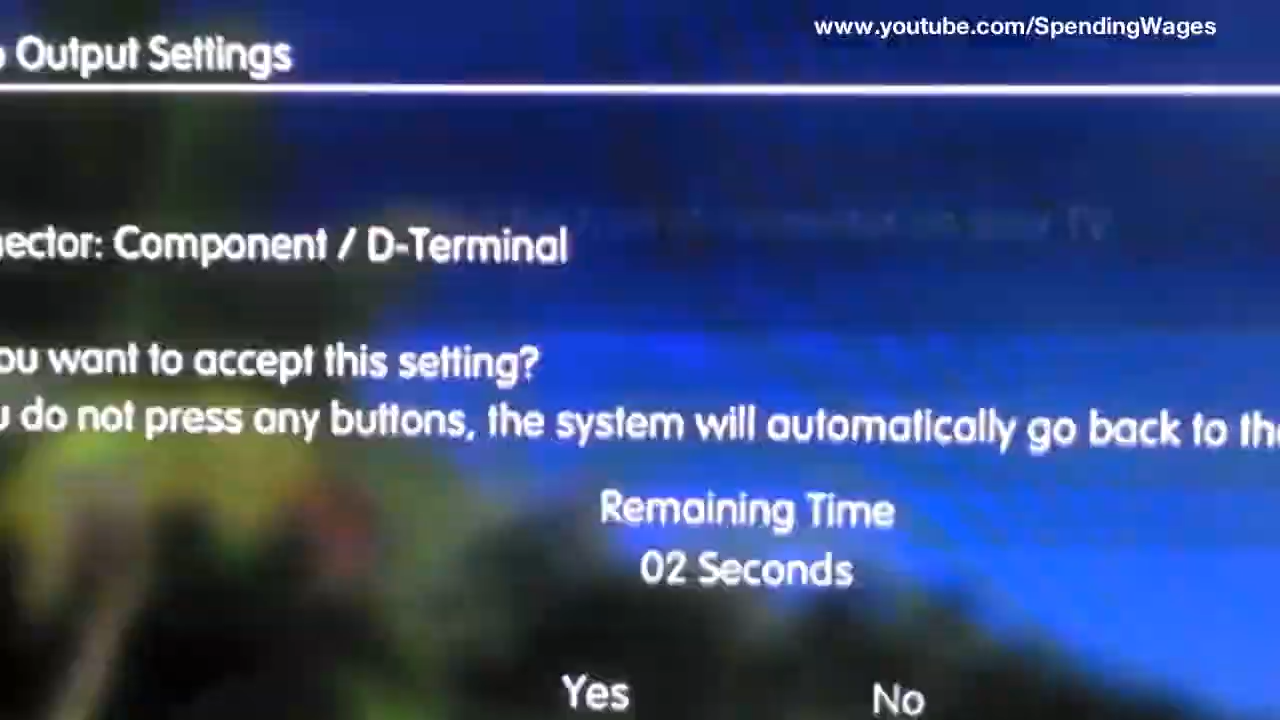 www.youtube.com/SpendingWages
Output Settings
ector: Component / D-Terminal
ou want to accept this setting?
u do not press any buttons, the system will automatically go back to the
Remaining Time
02 Seconds
Yes
No